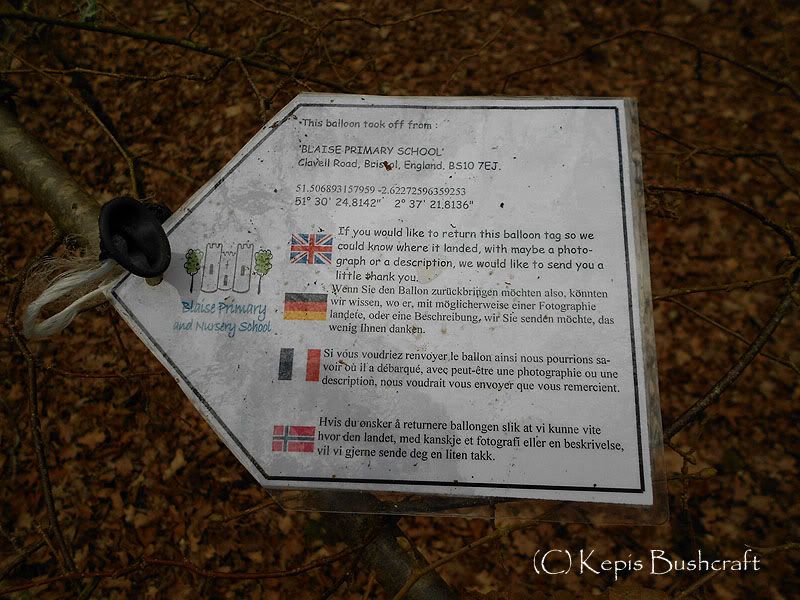 This balloon took off from :
'BLAISE PRIMARY SCHOOL'
Clavell Road, Bristol, England. BS10 7EJ.
51.506893157959 -2.62272596359253
51° 30' 24.8142" 2° 37' 21.8136"
If you would like to return this balloon tag so we
could know where it landed, with maybe a photo-
graph or a description, we would like to send you a
little thank you.
Wenn Sie den Ballon zurückbringen möchten also, könnten
wir wissen, wo er, mit möglicherweise einer Fotographie
landete, oder eine Beschreibung, wir Sie senden möchte, das
wenig Ihnen danken.
Si vous voudriez renvoyer le ballon ainsi nous pourrions sa-
voir où il a débarqué, avec peut-être une photographie ou une
description, nous voudrait vous envoyer que vous remercient.
Hvis du ønsker å returnere ballongen slik at vi kunne vite
hvor den landet, med kanskje et fotografi eller en beskrivelse,
vil vi gjerne sende deg en liten takk.
Blaise Primary
and Nursery School
(C) Kepis Bushcraft